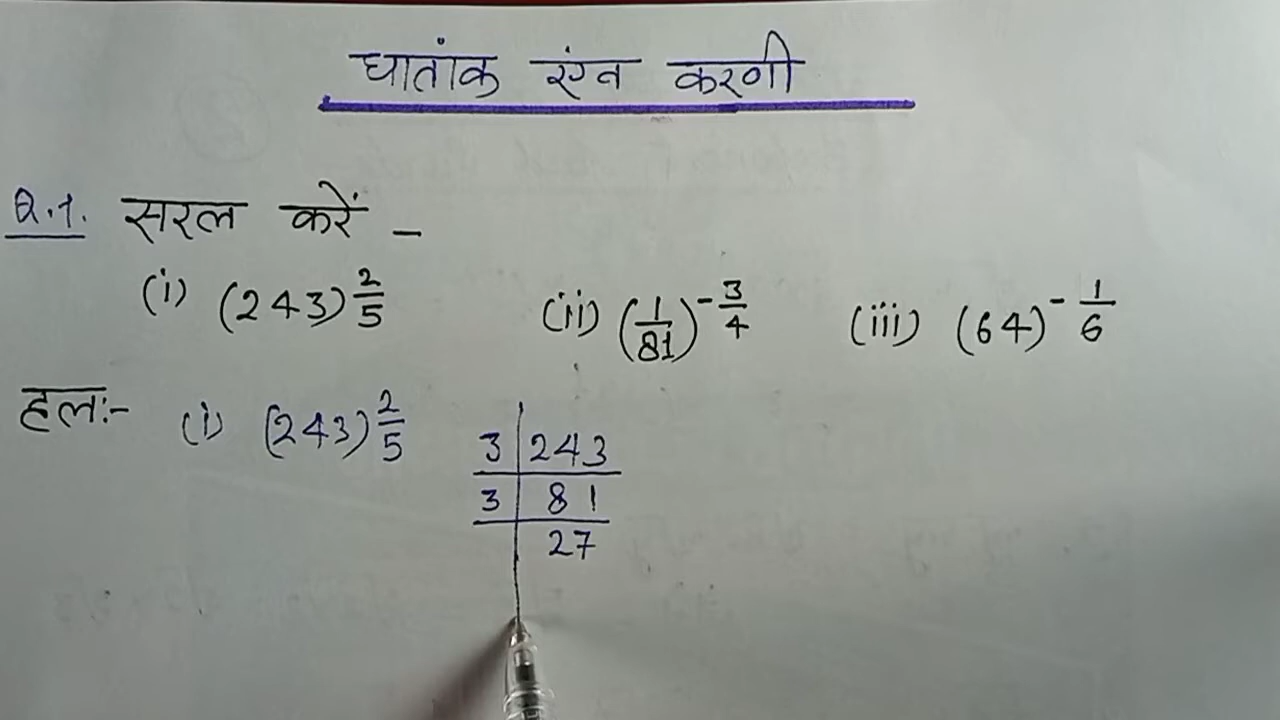 घातांक एंव करणी
Q.1. सरल करें -
(i) (243)^2/5 (ii) (1/81)^-3/4 (iii) (64)^-1/6
हलः- (i) (243)^2/5
3 | 243
3 | 81
27